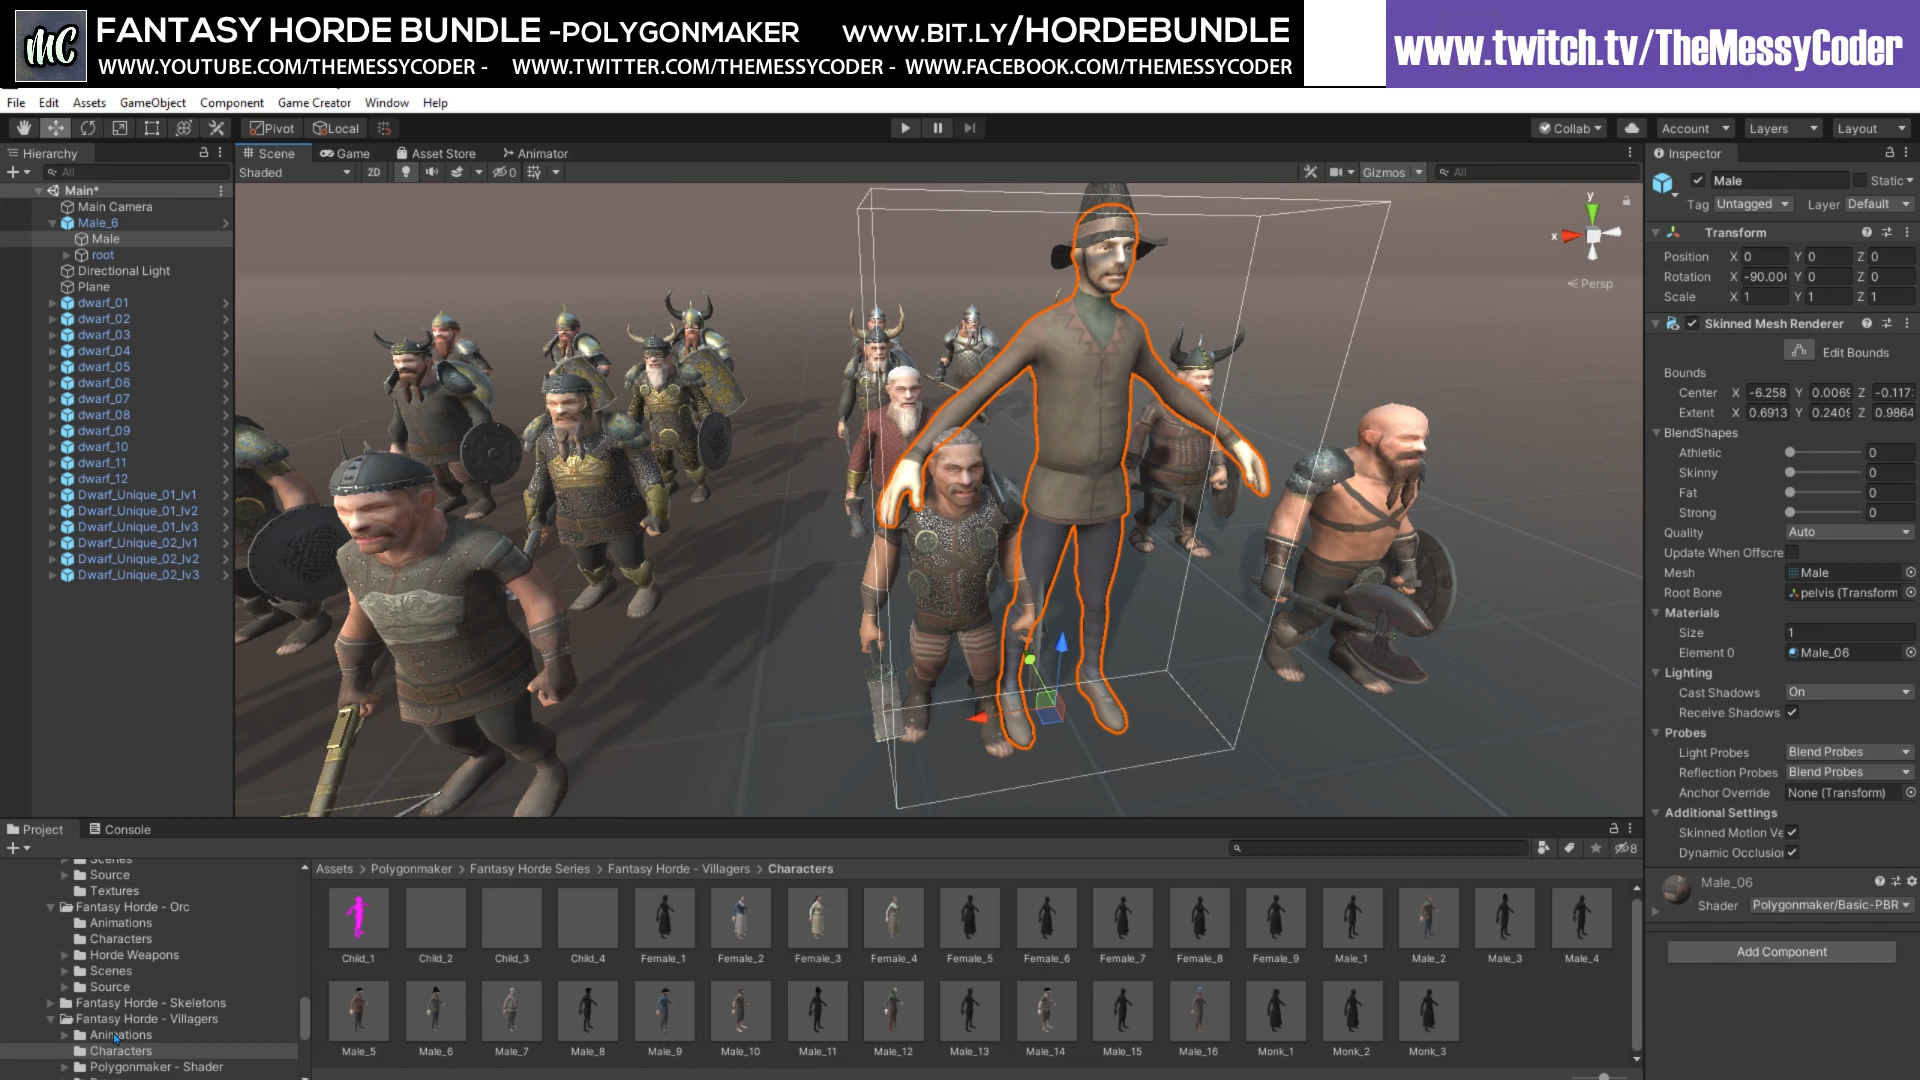 MC
FANTASY HORDE BUNDLE -POLYGONMAKER WWW.BIT.LY/HORDEBUNDLE
WWW.YOUTUBE.COM/THEMESSYCODER - WWW.TWITTER.COM/THEMESSYCODER - WWW.FACEBOOK.COM/THEMESSYCODER
www.twitch.tv/TheMessyCoder
File Edit Assets GameObject Component Game Creator Window Help
Pivot Local Collab Account Layers Layout
Hierarchy
All
Main*
Main Camera
Male_6
Male
root
Directional Light
Plane
dwarf_01
dwarf_02
dwarf_03
dwarf_04
dwarf_05
dwarf_06
dwarf_07
dwarf_08
dwarf_09
dwarf_10
dwarf_11
dwarf_12
Dwarf_Unique_01_lv1
Dwarf_Unique_01_lv2
Dwarf_Unique_01_lv3
Dwarf_Unique_02_lv1
Dwarf_Unique_02_lv2
Dwarf_Unique_02_lv3
Scene Game Asset Store Animator
Shaded 2D 0 Gizmos All
y
x
Persp
Inspector
Male Static
Tag Untagged Layer Default
Transform
Position X 0 Y 0 Z 0
Rotation X -90.00 Y 0 Z 0
Scale X 1 Y 1 Z 1
Skinned Mesh Renderer
Edit Bounds
Bounds
Center X -6.258 Y 0.0069 Z -0.117
Extent X 0.6913 Y 0.2409 Z 0.9864
BlendShapes
Athletic 0
Skinny 0
Fat 0
Strong 0
Quality Auto
Update When Offscre
Mesh Male
Root Bone pelvis (Transform
Materials
Size 1
Element 0 Male_06
Lighting
Cast Shadows On
Receive Shadows
Probes
Light Probes Blend Probes
Reflection Probes Blend Probes
Anchor Override None (Transform)
Additional Settings
Skinned Motion Ve
Dynamic Occlusion
Male_06
Shader Polygonmaker/Basic-PBR
Add Component
Project Console
8
Scenes
Source
Textures
Fantasy Horde - Orc
Animations
Characters
Horde Weapons
Scenes
Source
Fantasy Horde - Skeletons
Fantasy Horde - Villagers
Animations
Characters
Polygonmaker - Shader
Assets > Polygonmaker > Fantasy Horde Series > Fantasy Horde - Villagers > Characters
Child_1 Child_2 Child_3 Child_4 Female_1 Female_2 Female_3 Female_4 Female_5 Female_6 Female_7 Female_8 Female_9 Male_1 Male_2 Male_3 Male_4
Male_5 Male_6 Male_7 Male_8 Male_9 Male_10 Male_11 Male_12 Male_13 Male_14 Male_15 Male_16 Monk_1 Monk_2 Monk_3